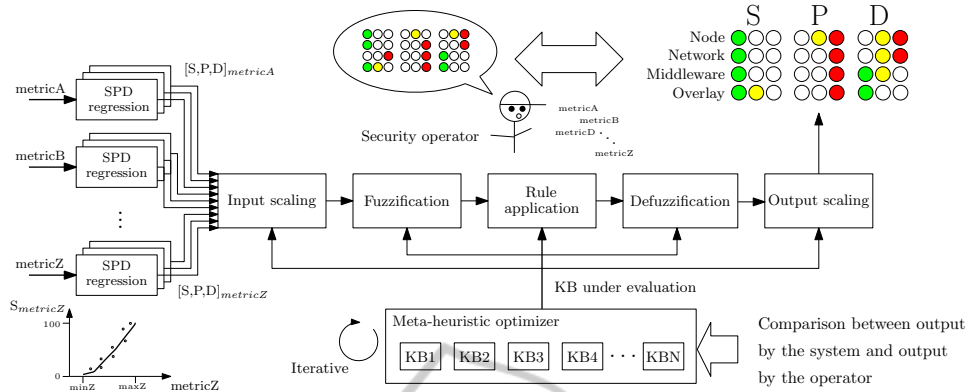 S P D
Node
Network
Middleware
Overlay
[S,P,D]metricA
metricA
SPD
regression
metricB
SPD
regression
metricZ
SPD
regression
[S,P,D]metricZ
Security operator
metricA
metricB
metricD
metricZ
Input scaling
Fuzzification
Rule
application
Defuzzification
Output scaling
KB under evaluation
SmetricZ
100
0
minZ
maxZ
metricZ
Iterative
Meta-heuristic optimizer
KB1 KB2 KB3 KB4 ··· KBN
Comparison between output
by the system and output
by the operator